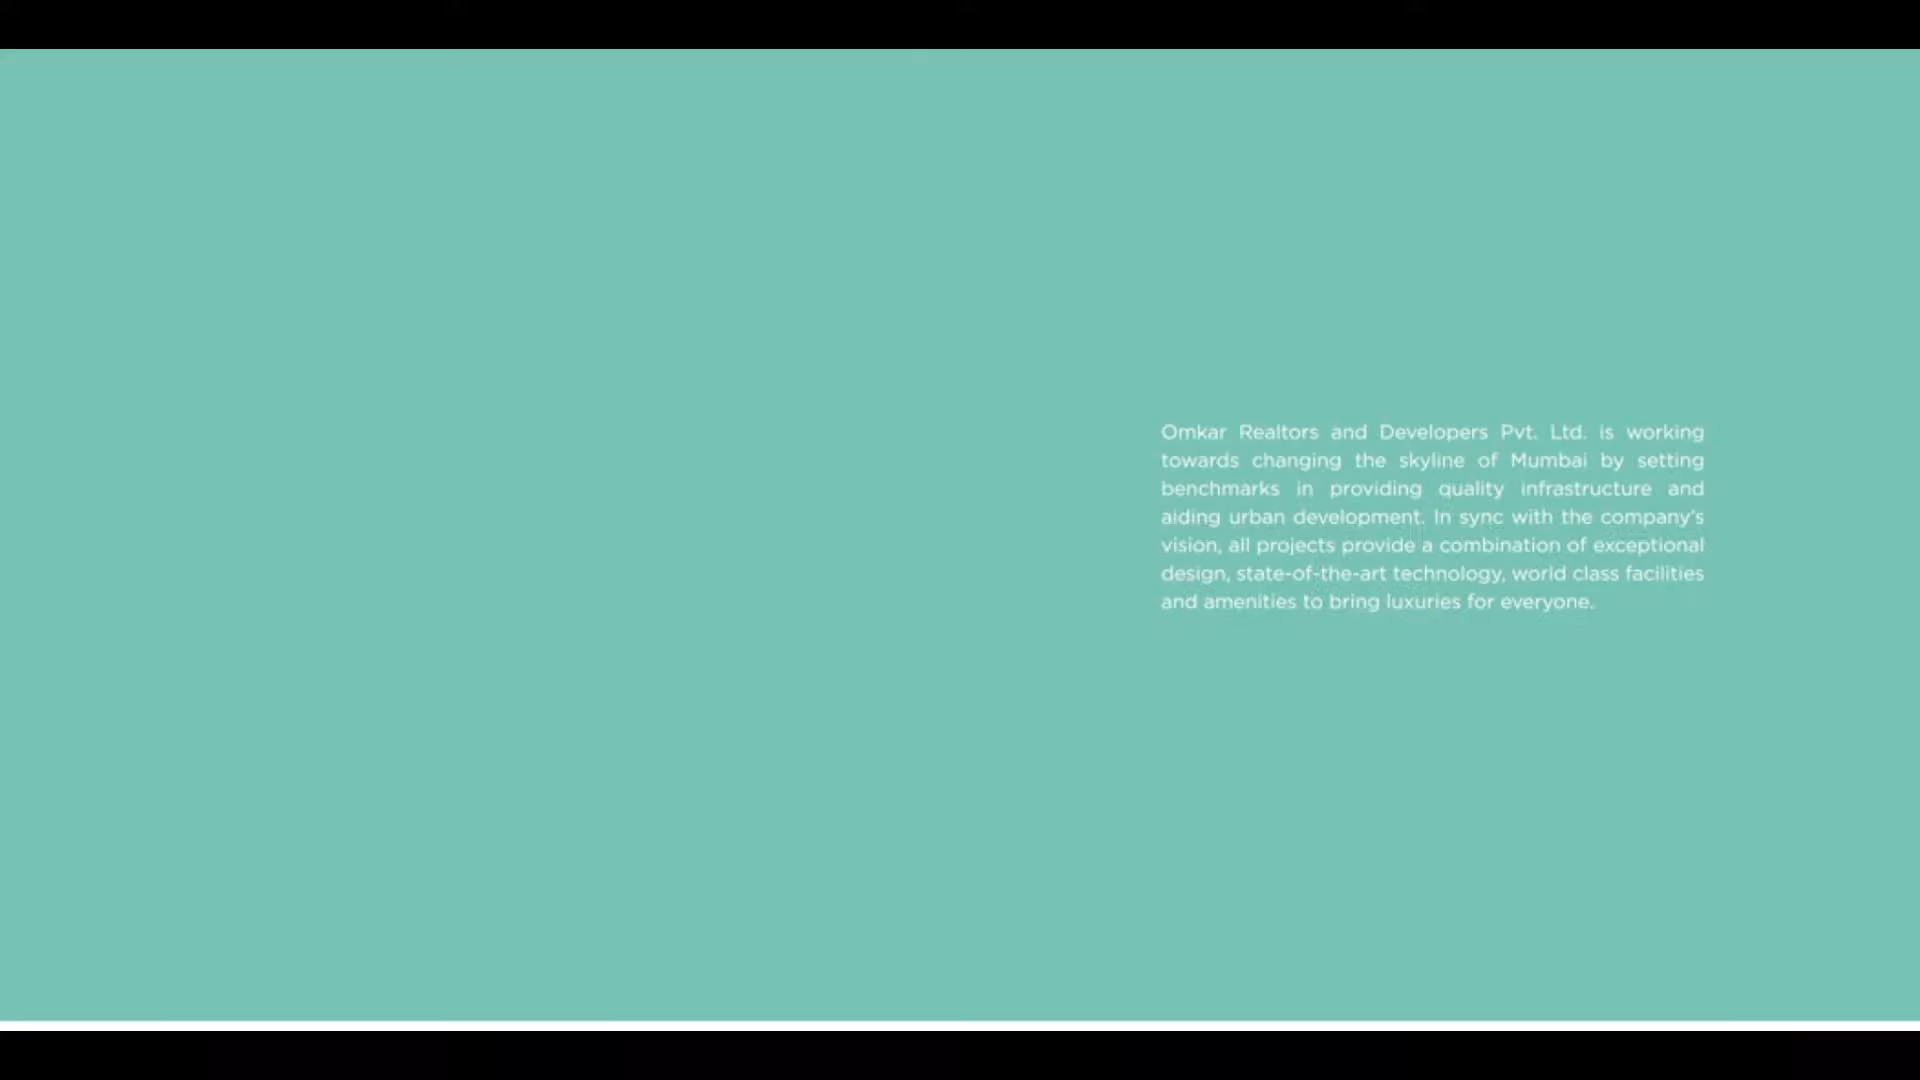 Omkar Realtors and Developers Pvt. Ltd. is working
towards changing the skyline of Mumbai by setting
benchmarks in providing quality infrastructure and
aiding urban development. In sync with the company's
vision, all projects provide a combination of exceptional
design, state-of-the-art technology, world class facilities
and amenities to bring luxuries for everyone.